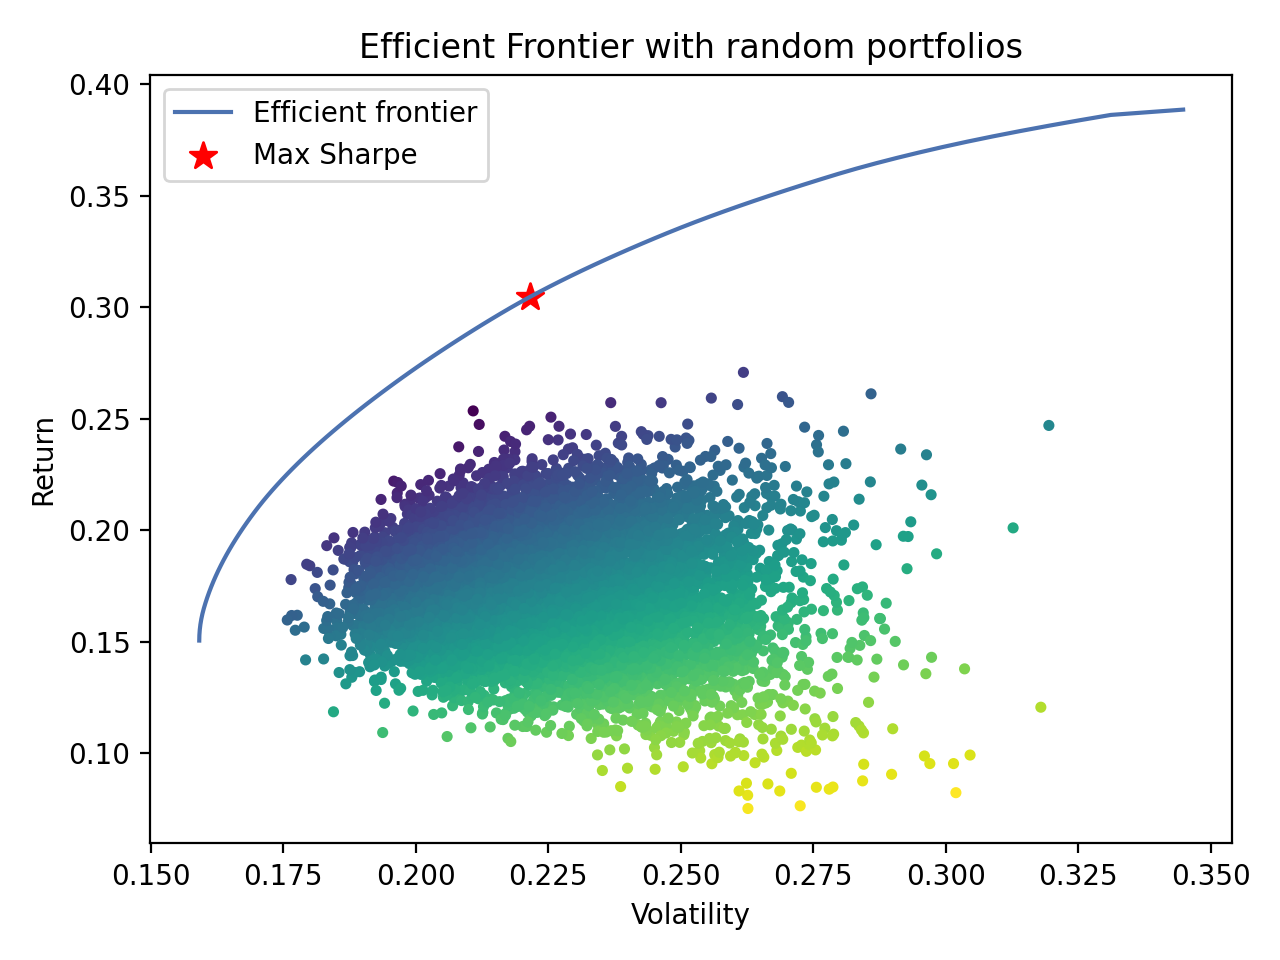 Efficient Frontier with random portfolios
Efficient frontier
Max Sharpe
0.40
0.35
0.30
0.25
0.20
0.15
0.10
Return
0.150 0.175 0.200 0.225 0.250 0.275 0.300 0.325 0.350
Volatility